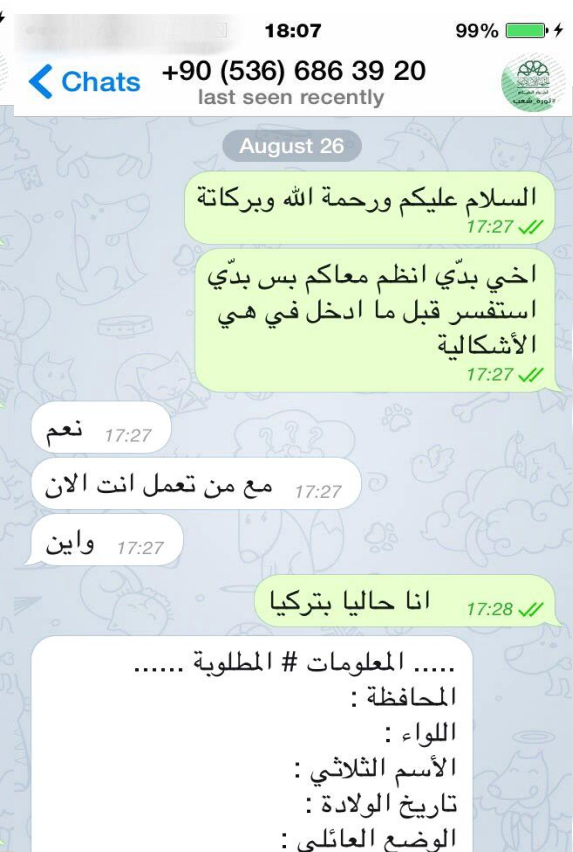 18:07
99%
Chats
+90 (536) 686 39 20
last seen recently
August 26
السلام عليكم ورحمة الله وبركاتة
17:27
اخي بدّي انظم معاكم بس بدّي
استفسر قبل ما ادخل في هي
الأشكالية
17:27
نعم 17:27
مع من تعمل انت الان 17:27
واين 17:27
انا حاليا بتركيا 17:28
..... المعلومات # المطلوبة ......
المحافظة :
اللواء :
الأسم الثلاثي :
تاريخ الولادة :
الوضع العائلي :